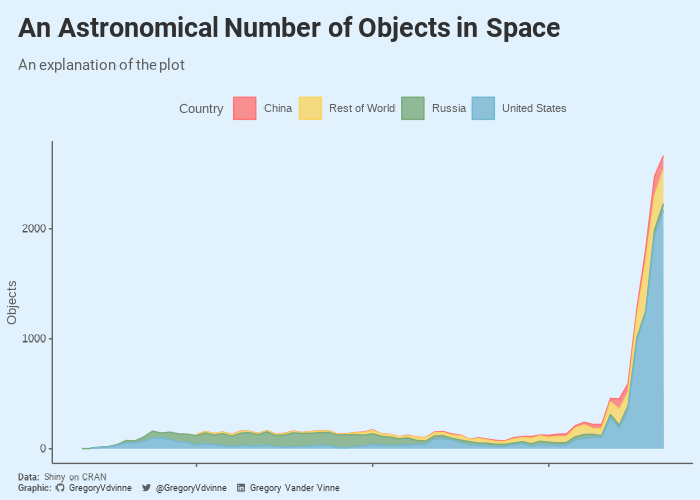 An Astronomical Number of Objects in Space
An explanation of the plot
Country China Rest of World Russia United States
Objects
2000
1000
0
Data: Shiny on CRAN
Graphic: GregoryVdvinne @GregoryVdvinne Gregory Vander Vinne